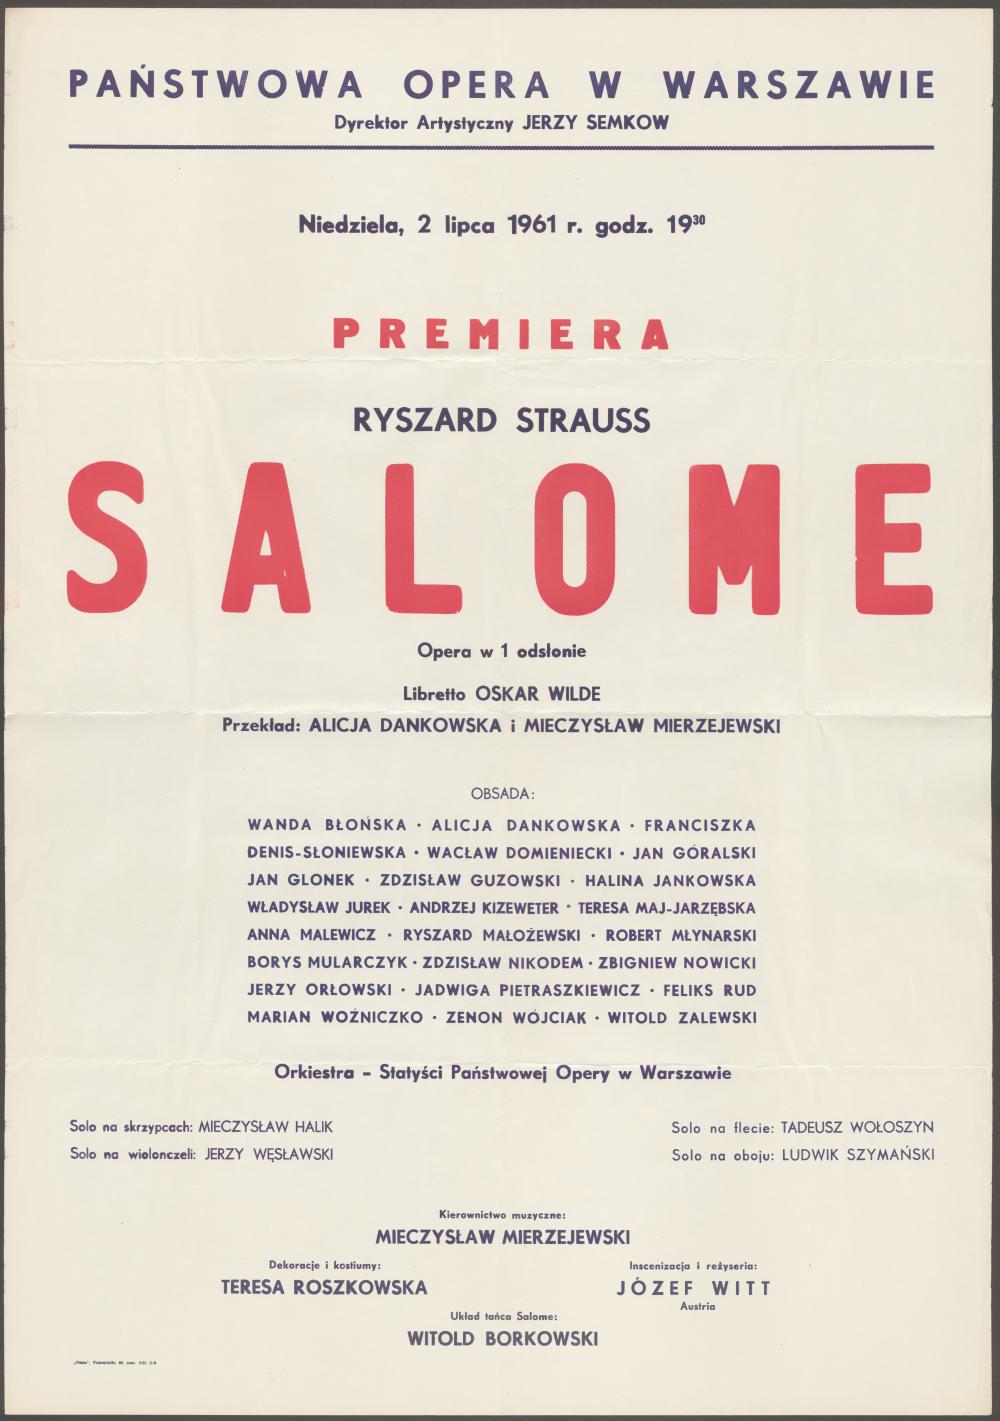 PAŃSTWOWA OPERA W WARSZAWIE
Dyrektor Artystyczny JERZY SEMKOW
Niedziela, 2 lipca 1961 r. godz. 19³⁰
PREMIERA
RYSZARD STRAUSS
SALOME
Opera w 1 odsłonie
Libretto OSKAR WILDE
Przekład: ALICJA DANKOWSKA i MIECZYSŁAW MIERZEJEWSKI
OBSADA:
WANDA BŁOŃSKA · ALICJA DANKOWSKA · FRANCISZKA
DENIS-SŁONIEWSKA · WACŁAW DOMIENIECKI · JAN GÓRALSKI
JAN GLONEK · ZDZISŁAW GUZOWSKI · HALINA JANKOWSKA
WŁADYSŁAW JUREK · ANDRZEJ KIZEWETER · TERESA MAJ-JARZĘBSKA
ANNA MALEWICZ · RYSZARD MAŁOŻEWSKI · ROBERT MŁYNARSKI
BORYS MULARCZYK · ZDZISŁAW NIKODEM · ZBIGNIEW NOWICKI
JERZY ORŁOWSKI · JADWIGA PIETRASZKIEWICZ · FELIKS RUD
MARIAN WOŹNICZKO · ZENON WÓJCIAK · WITOLD ZALEWSKI
Orkiestra – Statyści Państwowej Opery w Warszawie
Solo na skrzypcach: MIECZYSŁAW HALIK
Solo na wiolonczeli: JERZY WĘSŁAWSKI
Solo na flecie: TADEUSZ WOŁOSZYN
Solo na oboju: LUDWIK SZYMAŃSKI
Kierownictwo muzyczne:
MIECZYSŁAW MIERZEJEWSKI
Dekoracje i kostiumy:
TERESA ROSZKOWSKA
Inscenizacja i reżyseria:
JÓZEF WITT
Austria
Układ tańca Salome:
WITOLD BORKOWSKI